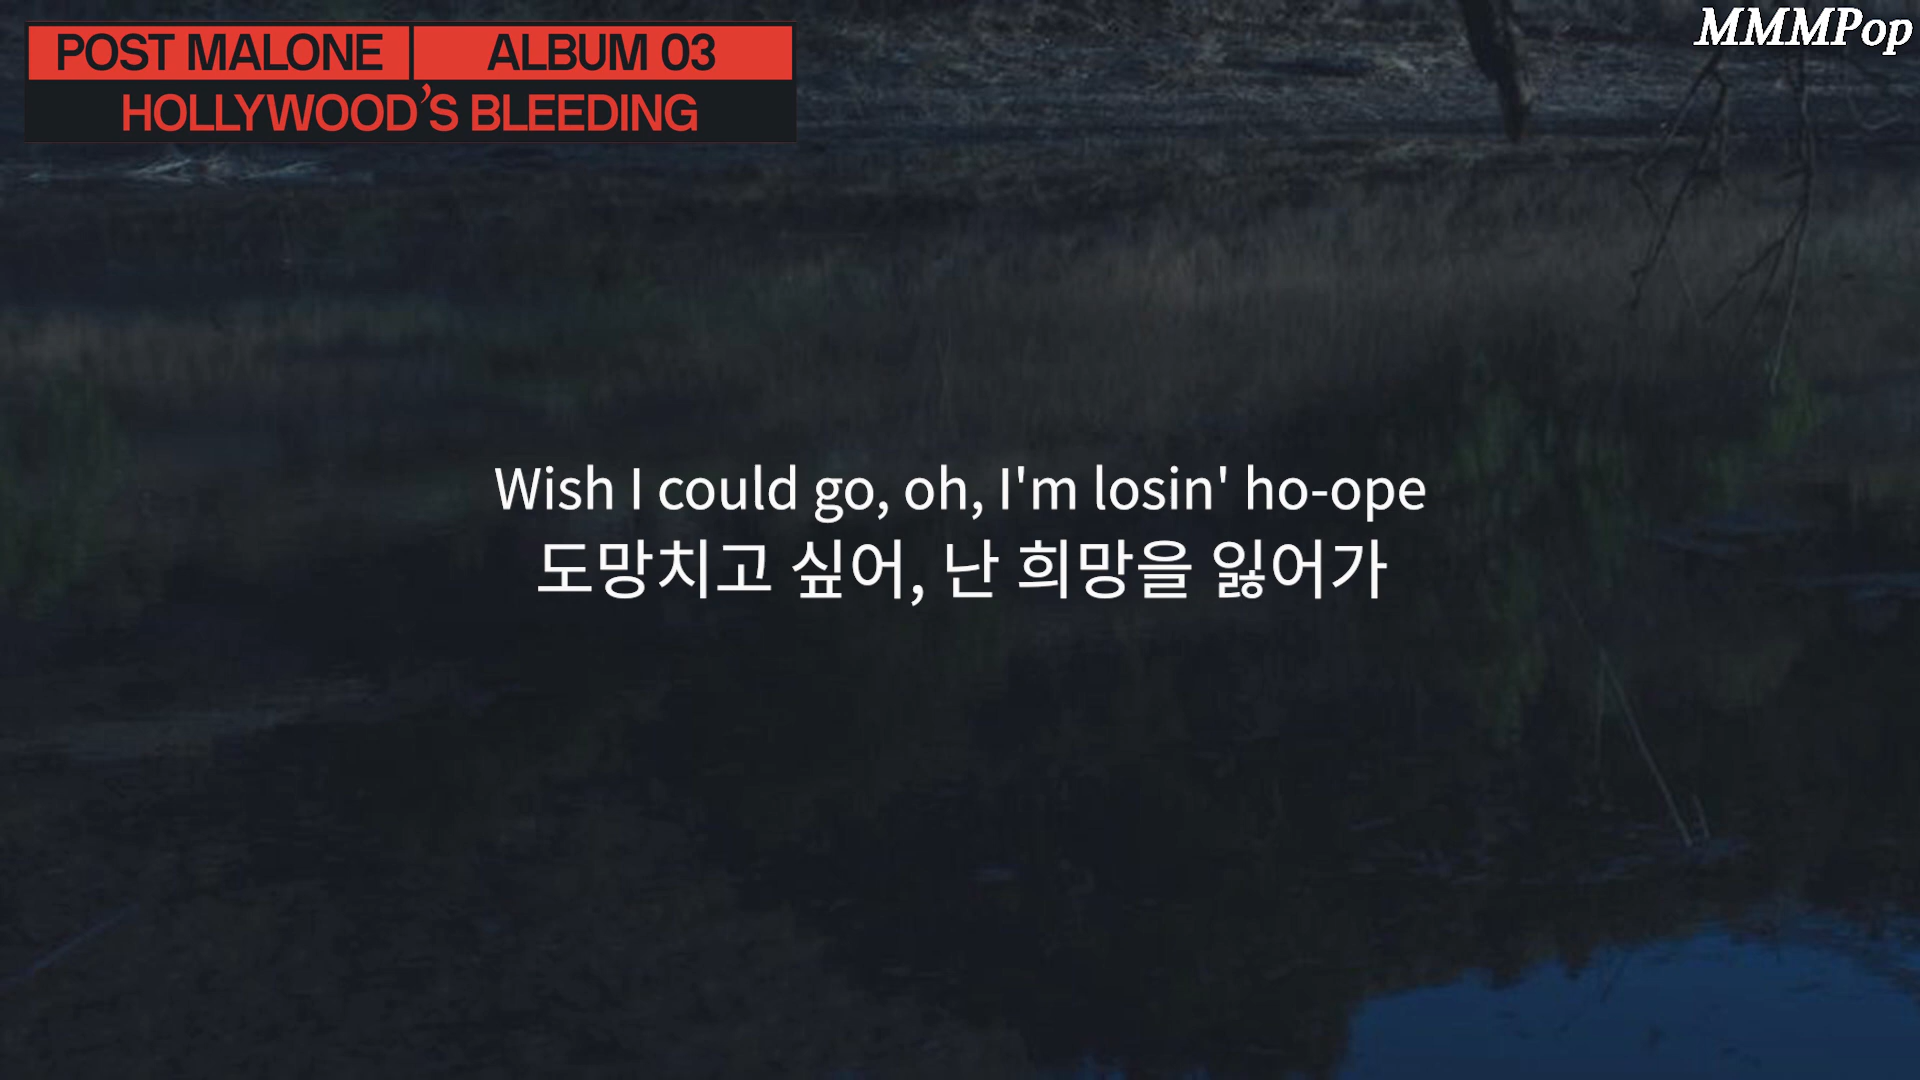 POST MALONE ALBUM 03
HOLLYWOOD'S BLEEDING
MMMPop
Wish I could go, oh, I'm losin' ho-ope
도망치고 싶어, 난 희망을 잃어가